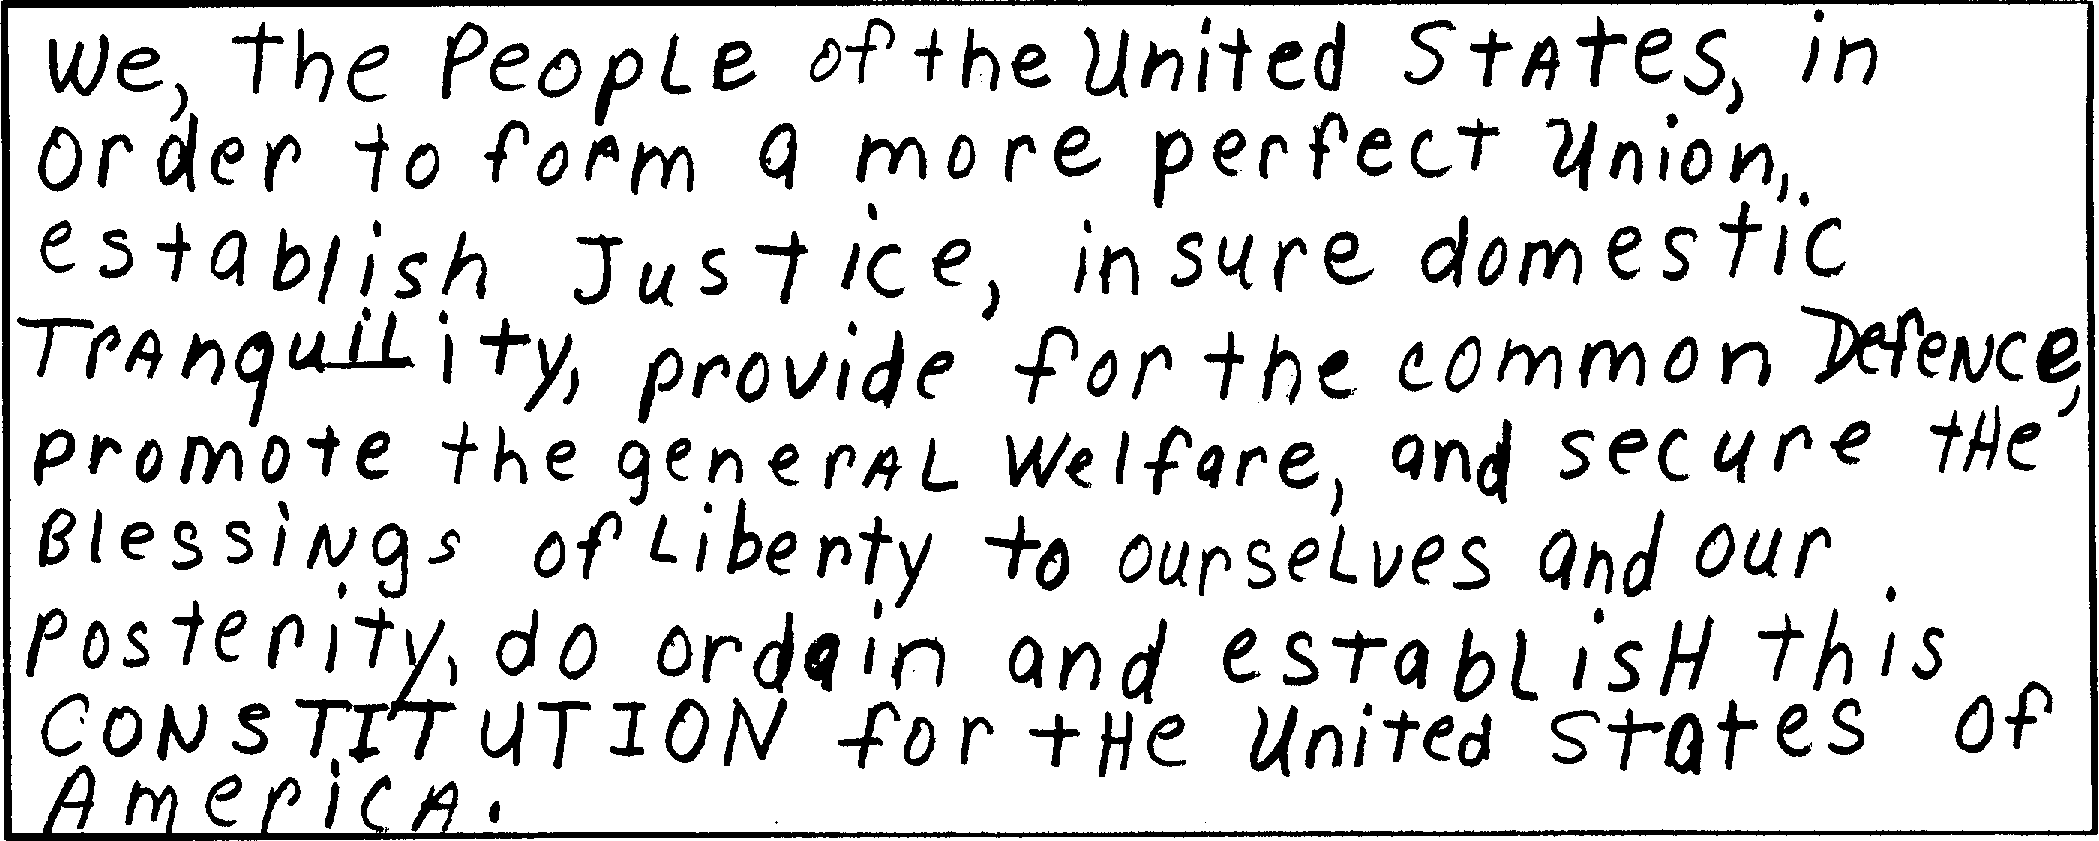 We, the People of the United States, in
order to form a more perfect Union,
establish Justice, insure domestic
Tranquility, provide for the common Defence,
promote the general Welfare, and secure the
Blessings of Liberty to ourselves and our
posterity, do ordain and establish this
CONSTITUTION for the United States of
America.